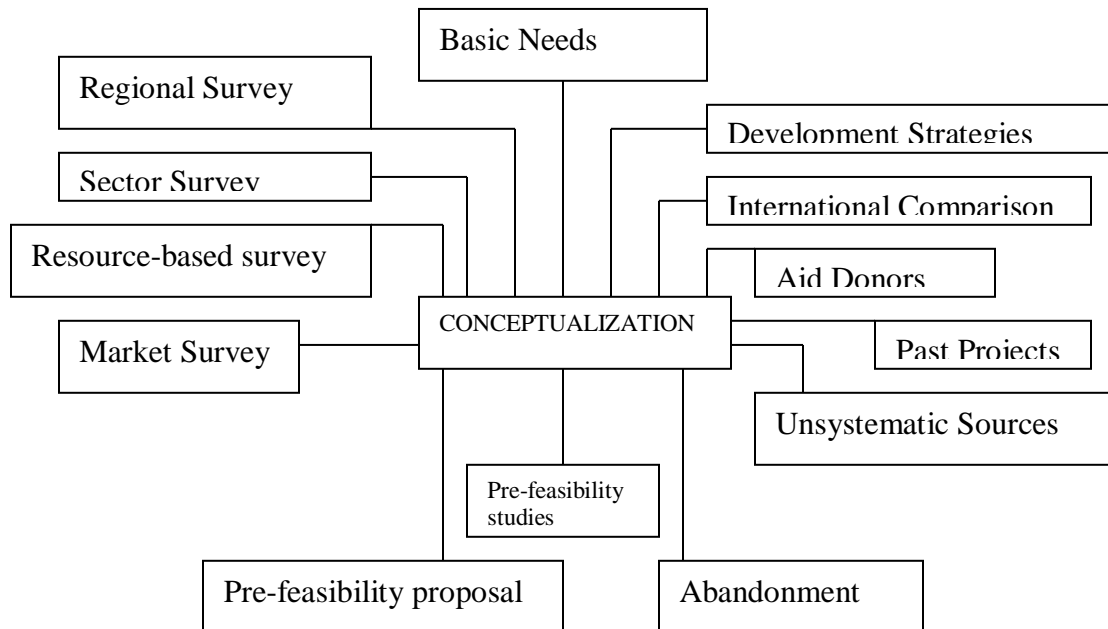 Basic Needs
Regional Survey
Development Strategies
Sector Survey
International Comparison
Resource-based survey
Aid Donors
CONCEPTUALIZATION
Market Survey
Past Projects
Unsystematic Sources
Pre-feasibility
studies
Pre-feasibility proposal
Abandonment